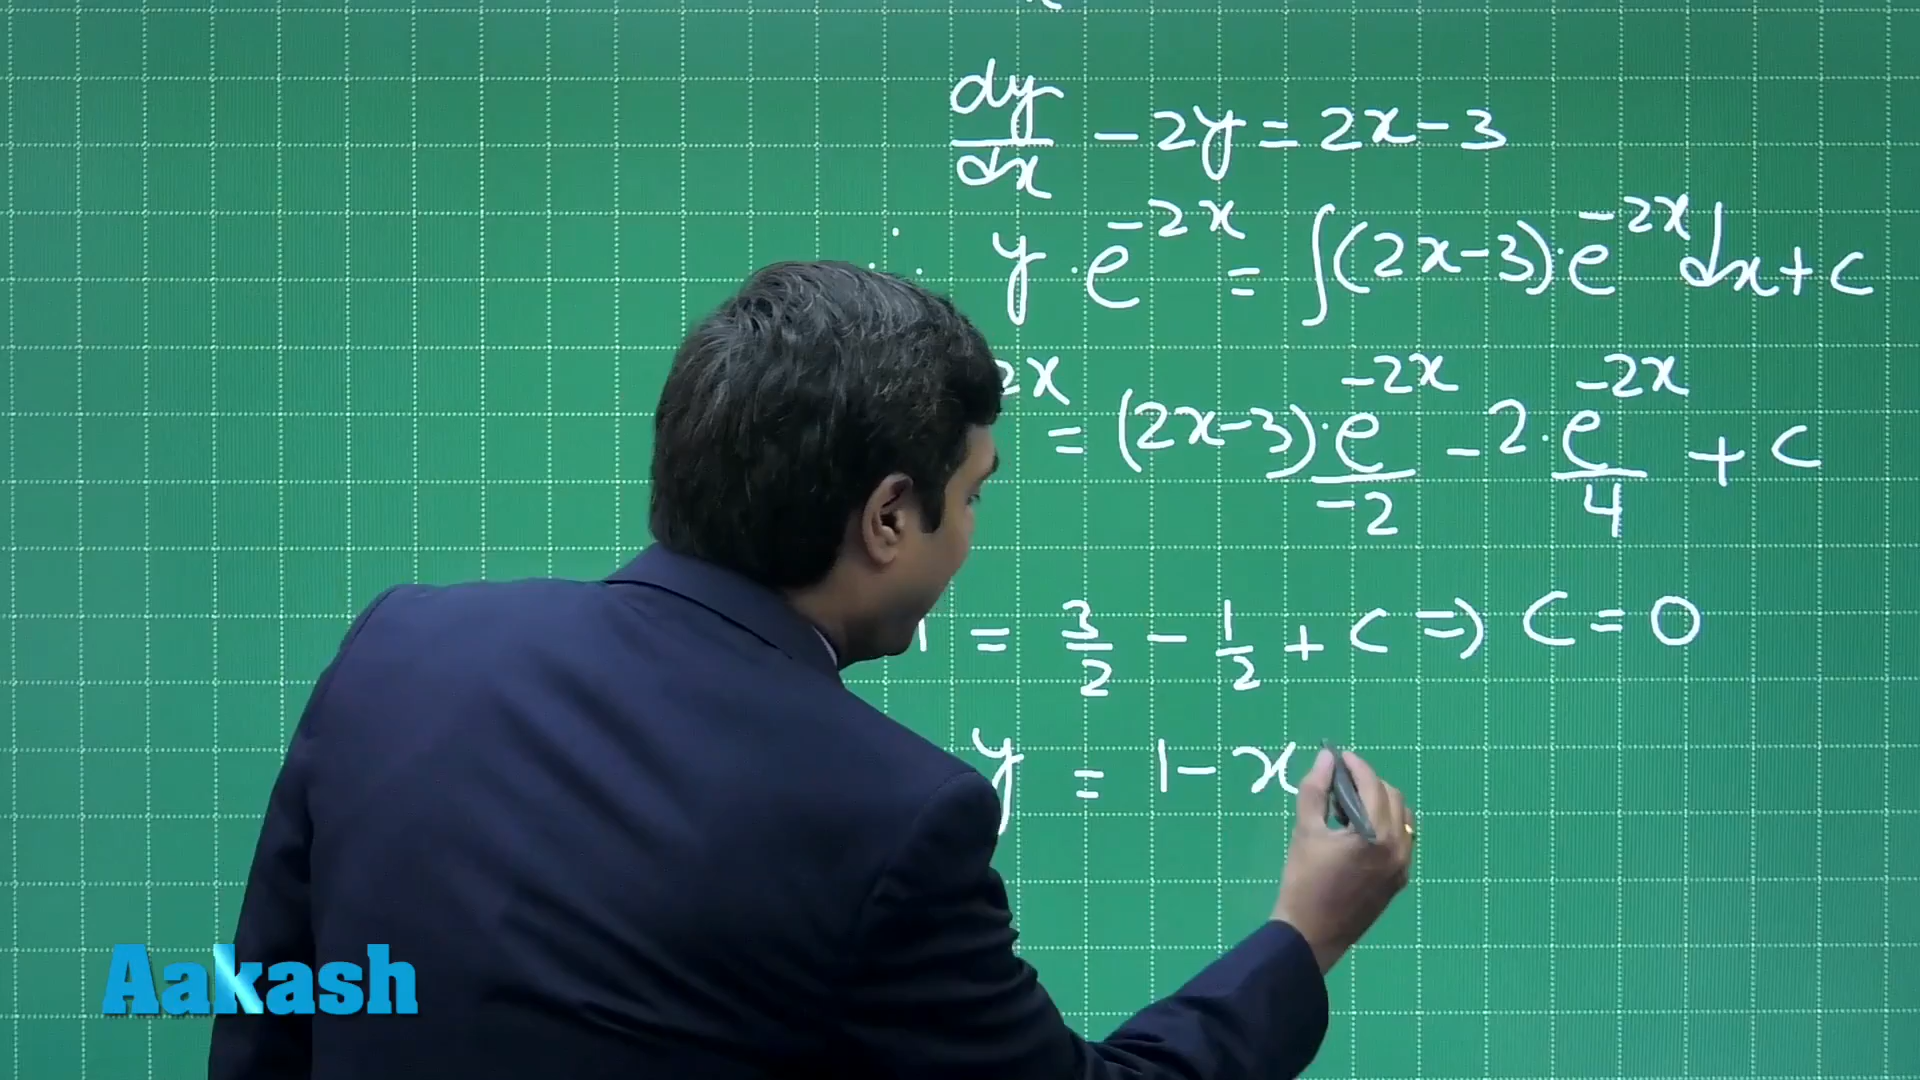 dy/dx - 2y = 2x - 3
∴ y · e^{-2x} = ∫(2x-3)·e^{-2x} dx + c
2x = (2x-3)·e^{-2x}/-2 - 2·e^{-2x}/4 + c
1 = 3/2 - 1/2 + c ⇒ c = 0
y = 1 - x
Aakash